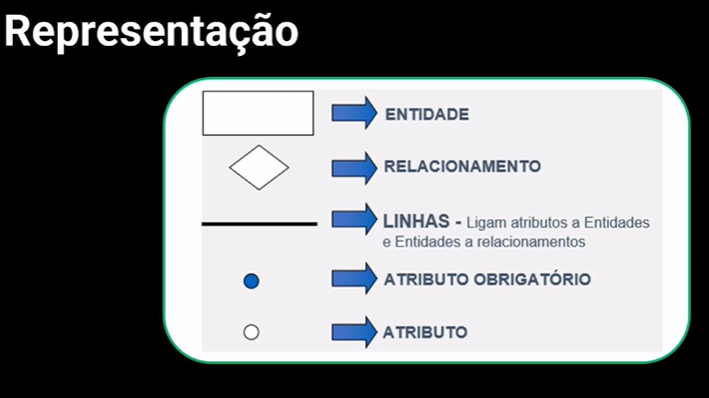 Representação
ENTIDADE
RELACIONAMENTO
LINHAS - Ligam atributos a Entidades
e Entidades a relacionamentos
ATRIBUTO OBRIGATÓRIO
ATRIBUTO